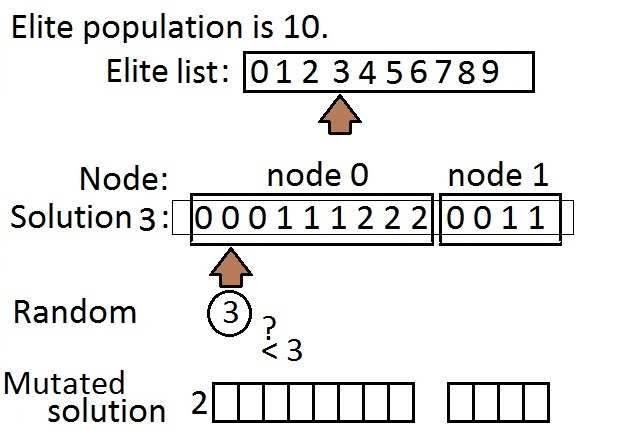 Elite population is 10.
Elite list: 0 1 2 3 4 5 6 7 8 9
Node: node 0 node 1
Solution 3: 0 0 0 1 1 1 2 2 2 0 0 1 1
Random 3 ?
< 3
Mutated
solution 2